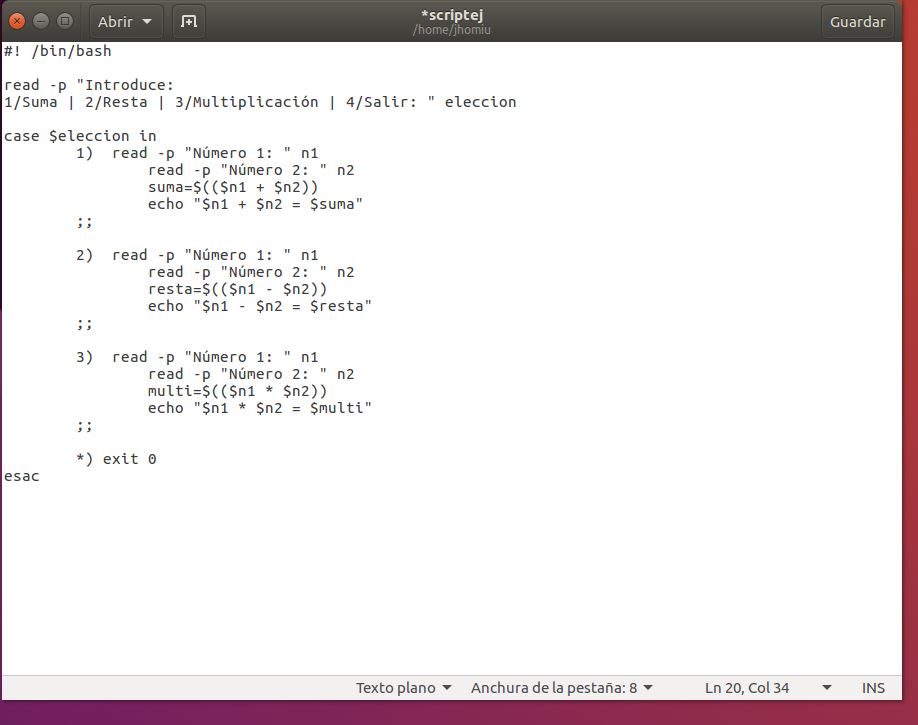 Abrir
*scriptej
/home/jhomiu
Guardar
#! /bin/bash
read -p "Introduce:
1/Suma | 2/Resta | 3/Multiplicación | 4/Salir: " eleccion
case $eleccion in
1)  read -p "Número 1: " n1
read -p "Número 2: " n2
suma=$(($n1 + $n2))
echo "$n1 + $n2 = $suma"
;;
2)  read -p "Número 1: " n1
read -p "Número 2: " n2
resta=$(($n1 - $n2))
echo "$n1 - $n2 = $resta"
;;
3)  read -p "Número 1: " n1
read -p "Número 2: " n2
multi=$(($n1 * $n2))
echo "$n1 * $n2 = $multi"
;;
*) exit 0
esac
Texto plano Anchura de la pestaña: 8 Ln 20, Col 34 INS